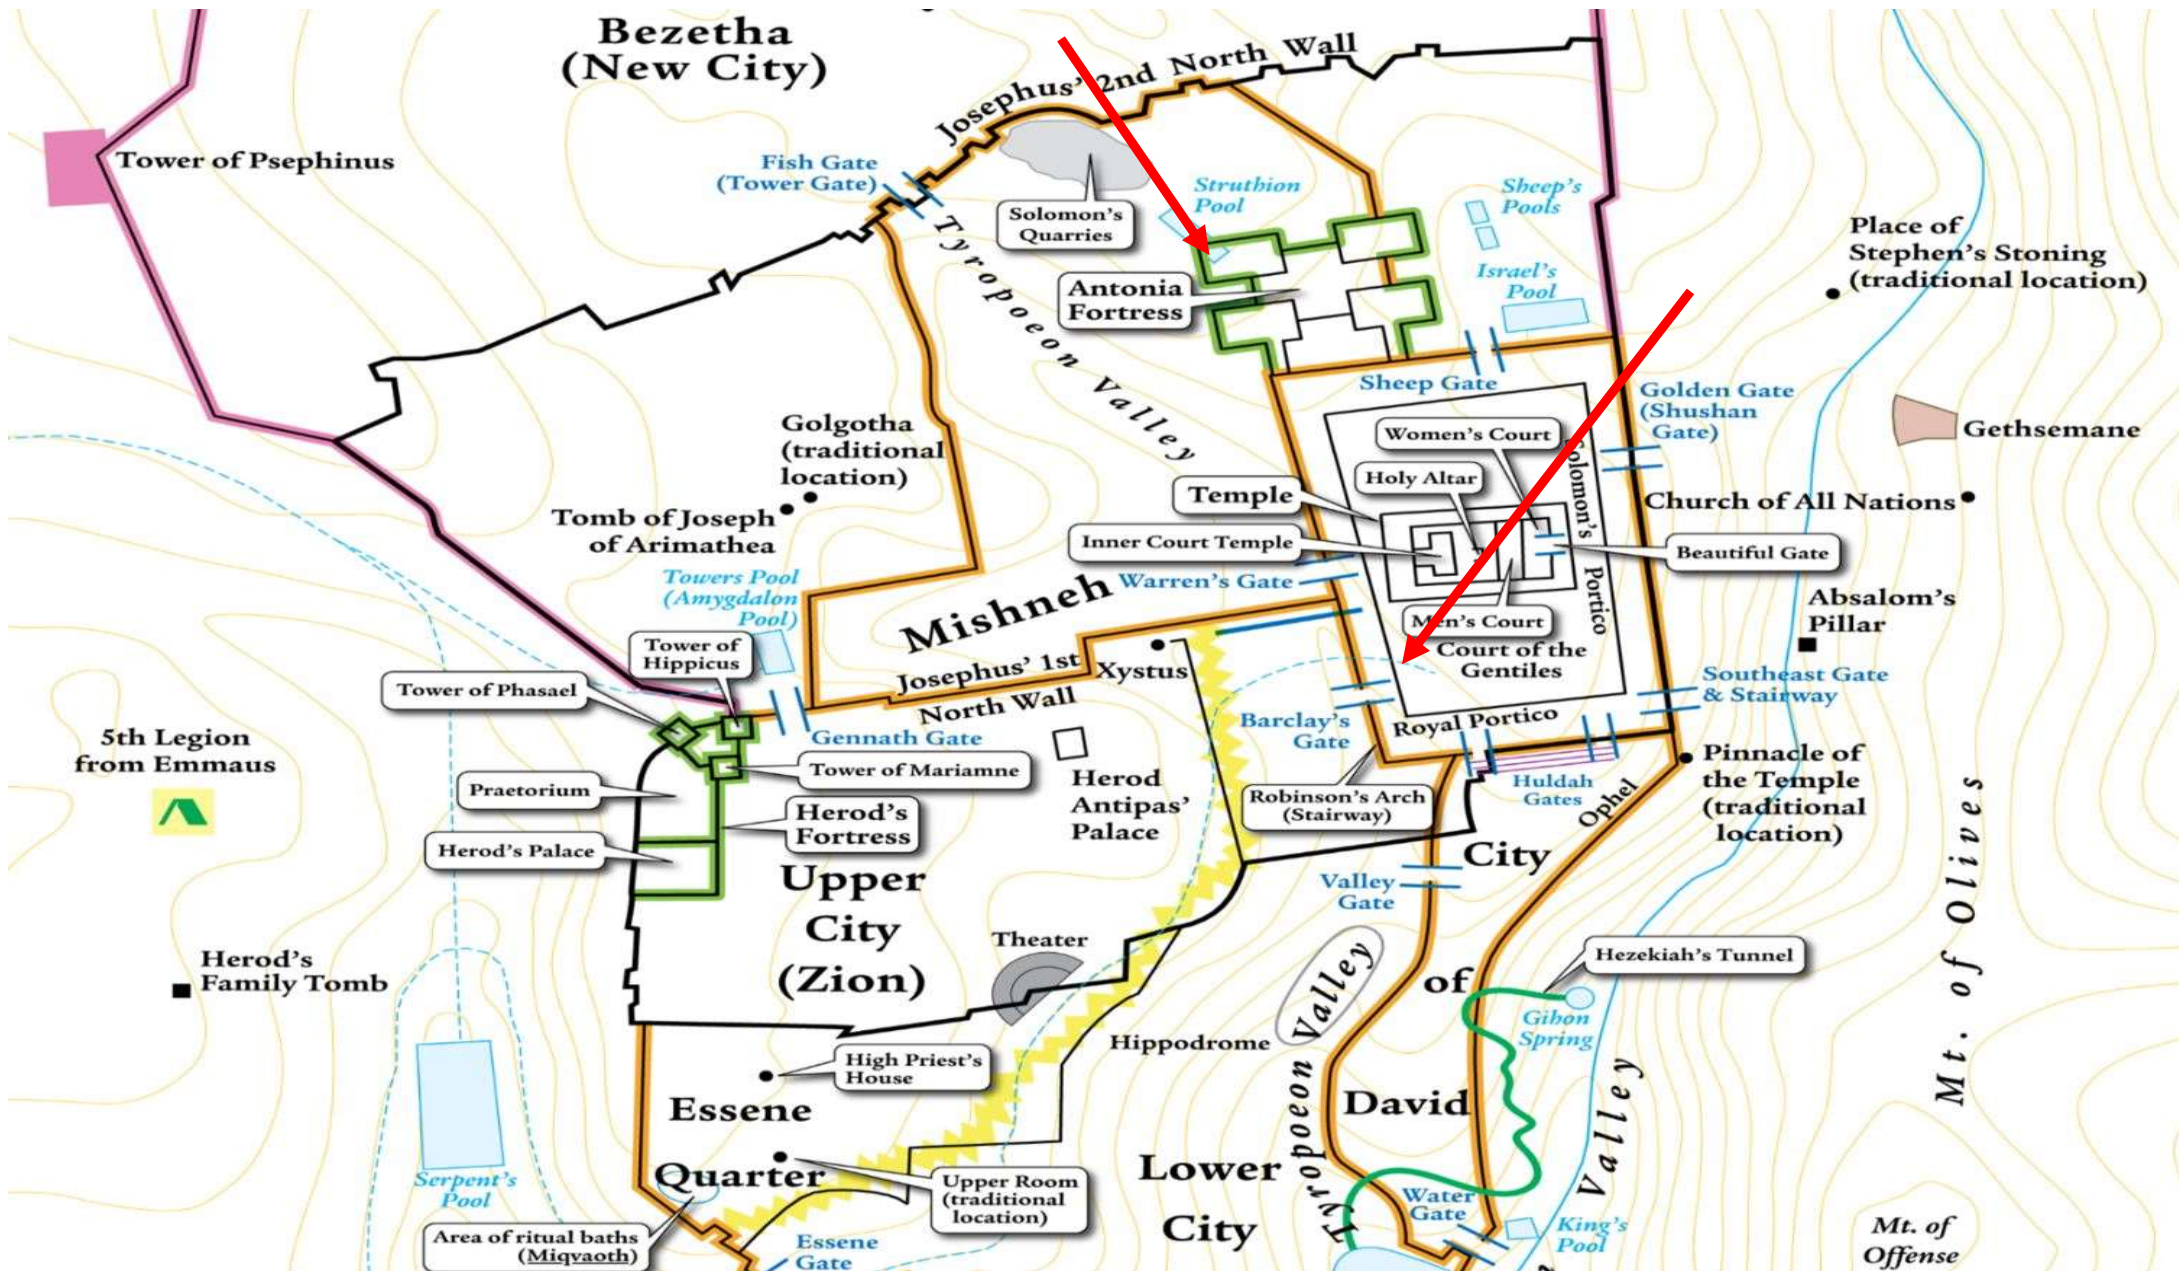 Bezetha
(New City)
Josephus' 2nd North Wall
Tower of Psephinus
Fish Gate
(Tower Gate)
Solomon's
Quarries
Struthion
Pool
Sheep's
Pools
Place of
Stephen's Stoning
(traditional location)
Tyropoeon Valley
Antonia
Fortress
Israel's
Pool
Sheep Gate
Golden Gate
(Shushan
Gate)
Gethsemane
Golgotha
(traditional
location)
Women's Court
Holy Altar
Solomon's
Portico
Temple
Church of All Nations
Tomb of Joseph
of Arimathea
Inner Court Temple
Beautiful Gate
Towers Pool
(Amygdalon
Pool)
Mishneh
Warren's Gate
Absalom's
Pillar
Men's Court
Court of the
Gentiles
Tower of
Hippicus
Josephus' 1st
North Wall
Xystus
Tower of Phasael
Southeast Gate
& Stairway
Barclay's
Gate
Royal Portico
5th Legion
from Emmaus
Gennath Gate
Tower of Mariamne
Herod
Antipas'
Palace
Huldah
Gates
Ophel
Pinnacle of
the Temple
(traditional
location)
Praetorium
Robinson's Arch
(Stairway)
Herod's
Fortress
Herod's Palace
Upper
City
(Zion)
City
of
David
Valley
Gate
Mt. of Olives
Theater
Hezekiah's Tunnel
Herod's
Family Tomb
Tyropoeon Valley
Gihon
Spring
Hippodrome
High Priest's
House
Essene
Quarter
Valley
Lower
City
Serpent's
Pool
Upper Room
(traditional
location)
Water
Gate
King's
Pool
Area of ritual baths
(Miqvaoth)
Essene
Gate
Mt. of
Offense